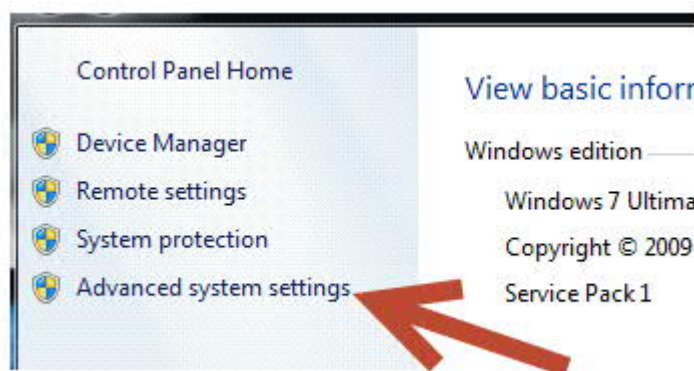 Control Panel Home
Device Manager
Remote settings
System protection
Advanced system settings
View basic infor
Windows edition
Windows 7 Ultima
Copyright © 2009
Service Pack 1